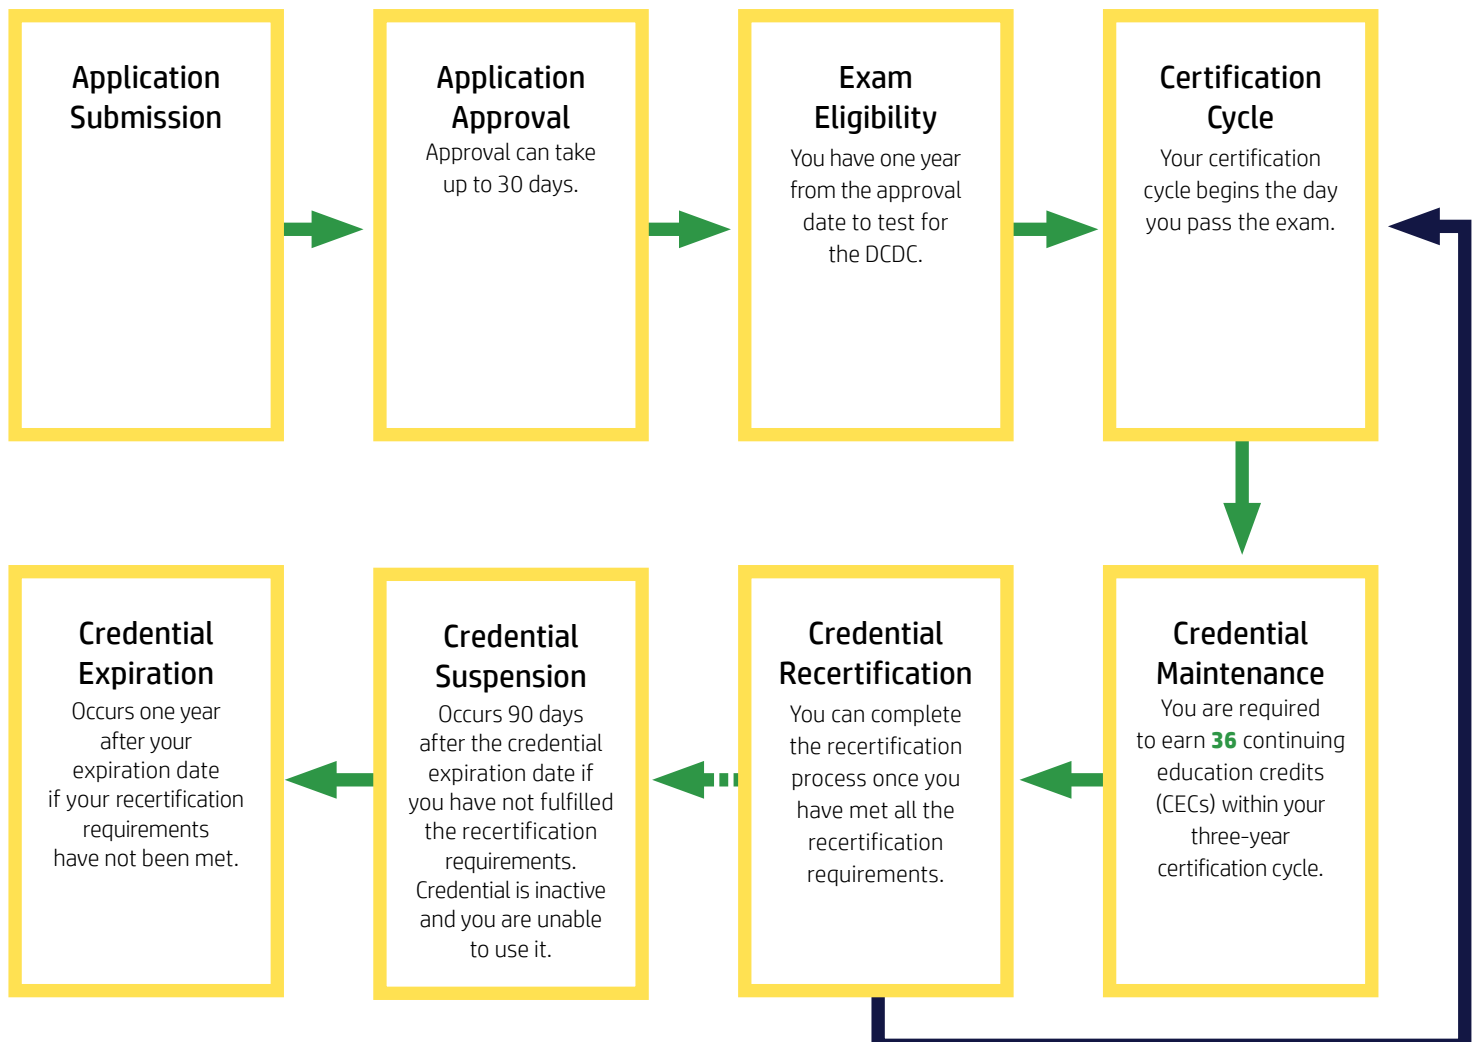 Application
Submission
Application
Approval
Approval can take
up to 30 days.
Exam
Eligibility
You have one year
from the approval
date to test for
the DCDC.
Certification
Cycle
Your certification
cycle begins the day
you pass the exam.
Credential
Expiration
Occurs one year
after your
expiration date
if your recertification
requirements
have not been met.
Credential
Suspension
Occurs 90 days
after the credential
expiration date if
you have not fulfilled
the recertification
requirements.
Credential is inactive
and you are unable
to use it.
Credential
Recertification
You can complete
the recertification
process once you
have met all the
recertification
requirements.
Credential
Maintenance
You are required
to earn 36 continuing
education credits
(CECs) within your
three-year
certification cycle.